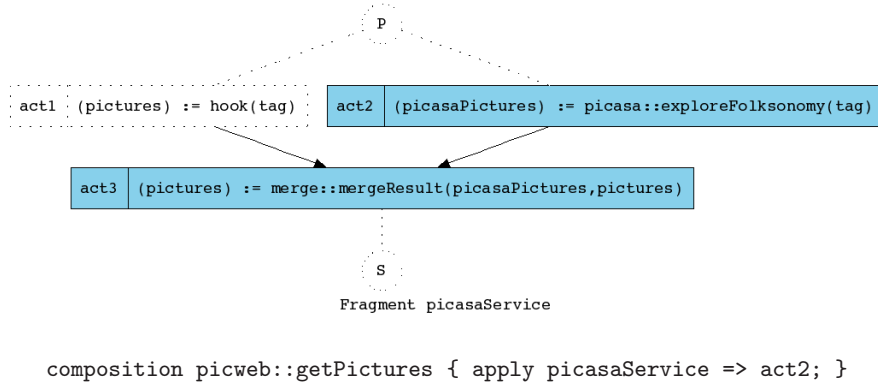 P
act1 (pictures) := hook(tag)
act2 (picasaPictures) := picasa::exploreFolksonomy(tag)
act3 (pictures) := merge::mergeResult(picasaPictures,pictures)
S
Fragment picasaService
composition picweb::getPictures { apply picasaService => act2; }